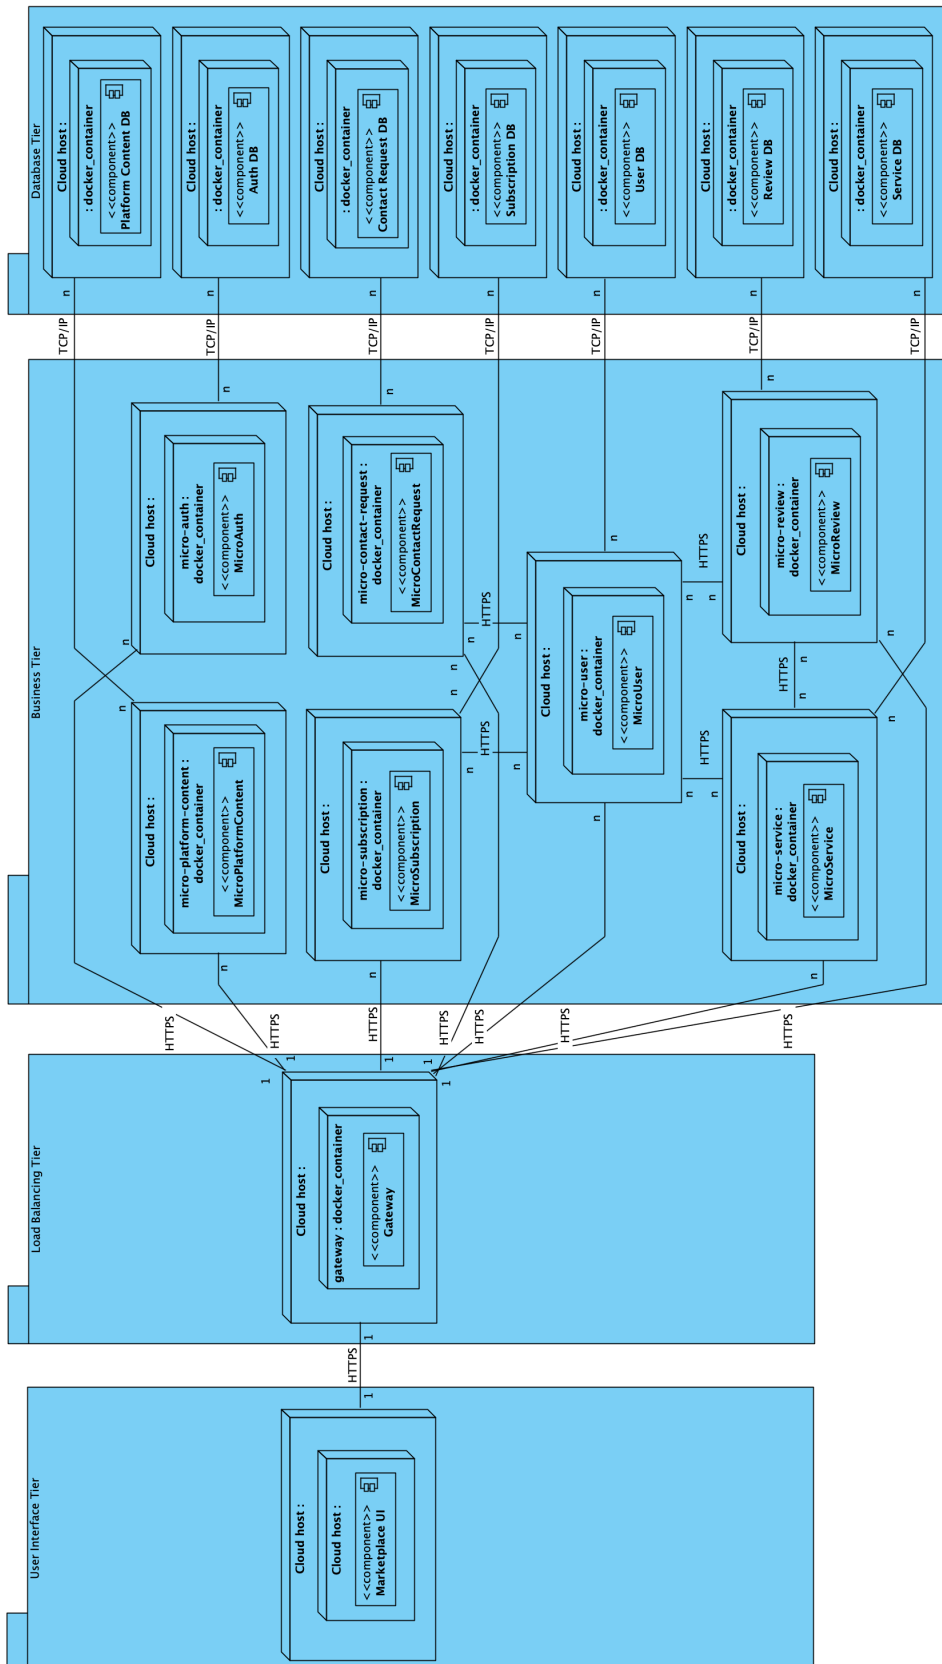 User Interface Tier
Cloud host :
Cloud host :
<<component>>
Marketplace UI
1
HTTPS
1
Load Balancing Tier
Cloud host :
gateway : docker_container
<<component>>
Gateway
1
1
1
1
1
HTTPS
HTTPS
HTTPS
HTTPS
HTTPS
HTTPS
HTTPS
Business Tier
Cloud host :
micro-platform-content :
docker_container
<<component>>
MicroPlatformContent
n
n
Cloud host :
micro-auth :
docker_container
<<component>>
MicroAuth
n
n
Cloud host :
micro-subscription :
docker_container
<<component>>
MicroSubscription
n
n
n
Cloud host :
micro-contact-request :
docker_container
<<component>>
MicroContactRequest
n
n
n
HTTPS
HTTPS
n
n
Cloud host :
micro-user :
docker_container
<<component>>
MicroUser
n
n
n
n
HTTPS
HTTPS
n
n
Cloud host :
micro-service :
docker_container
<<component>>
MicroService
n
n
n
HTTPS
n
Cloud host :
micro-review :
docker_container
<<component>>
MicroReview
n
n
TCP/IP
TCP/IP
TCP/IP
TCP/IP
TCP/IP
TCP/IP
TCP/IP
Database Tier
n
Cloud host :
: docker_container
<<component>>
Platform Content DB
n
Cloud host :
: docker_container
<<component>>
Auth DB
n
Cloud host :
: docker_container
<<component>>
Contact Request DB
n
Cloud host :
: docker_container
<<component>>
Subscription DB
n
Cloud host :
: docker_container
<<component>>
User DB
n
Cloud host :
: docker_container
<<component>>
Review DB
n
Cloud host :
: docker_container
<<component>>
Service DB